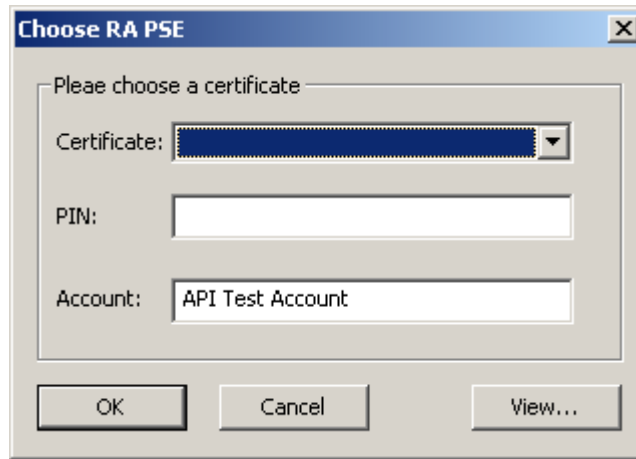 Choose RA PSE
Pleae choose a certificate
Certificate:
PIN:
Account: API Test Account
OK Cancel View...